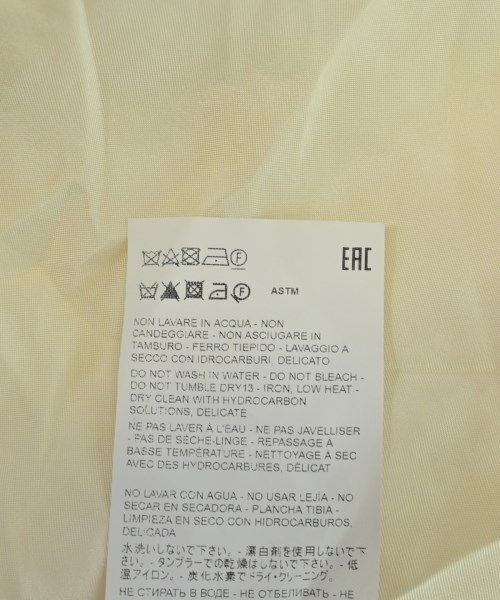 F EAC
F ASTM
NON LAVARE IN ACQUA - NON
CANDEGGIARE - NON ASCIUGARE IN
TAMBURO - FERRO TIEPIDO - LAVAGGIO A
SECCO CON IDROCARBURI, DELICATO
DO NOT WASH IN WATER - DO NOT BLEACH -
DO NOT TUMBLE DRY13 - IRON, LOW HEAT -
DRY CLEAN WITH HYDROCARBON
SOLUTIONS, DELICATE
NE PAS LAVER À L'EAU - NE PAS JAVELLISER
- PAS DE SÈCHE-LINGE - REPASSAGE À
BASSE TEMPÉRATURE - NETTOYAGE À SEC
AVEC DES HYDROCARBURES, DÉLICAT
NO LAVAR CON AGUA - NO USAR LEJÍA - NO
SECAR EN SECADORA - PLANCHA TIBIA -
LIMPIEZA EN SECO CON HIDROCARBUROS,
DELICADA
水洗いしないで下さい。- 漂白剤を使用しないで下
さい。- タンブラーでの乾燥はしないで下さい。- 低
温アイロン。- 炭化水素でドライ・クリーニング。
НЕ СТИРАТЬ В ВОДЕ - НЕ ОТБЕЛИВАТЬ - НЕ